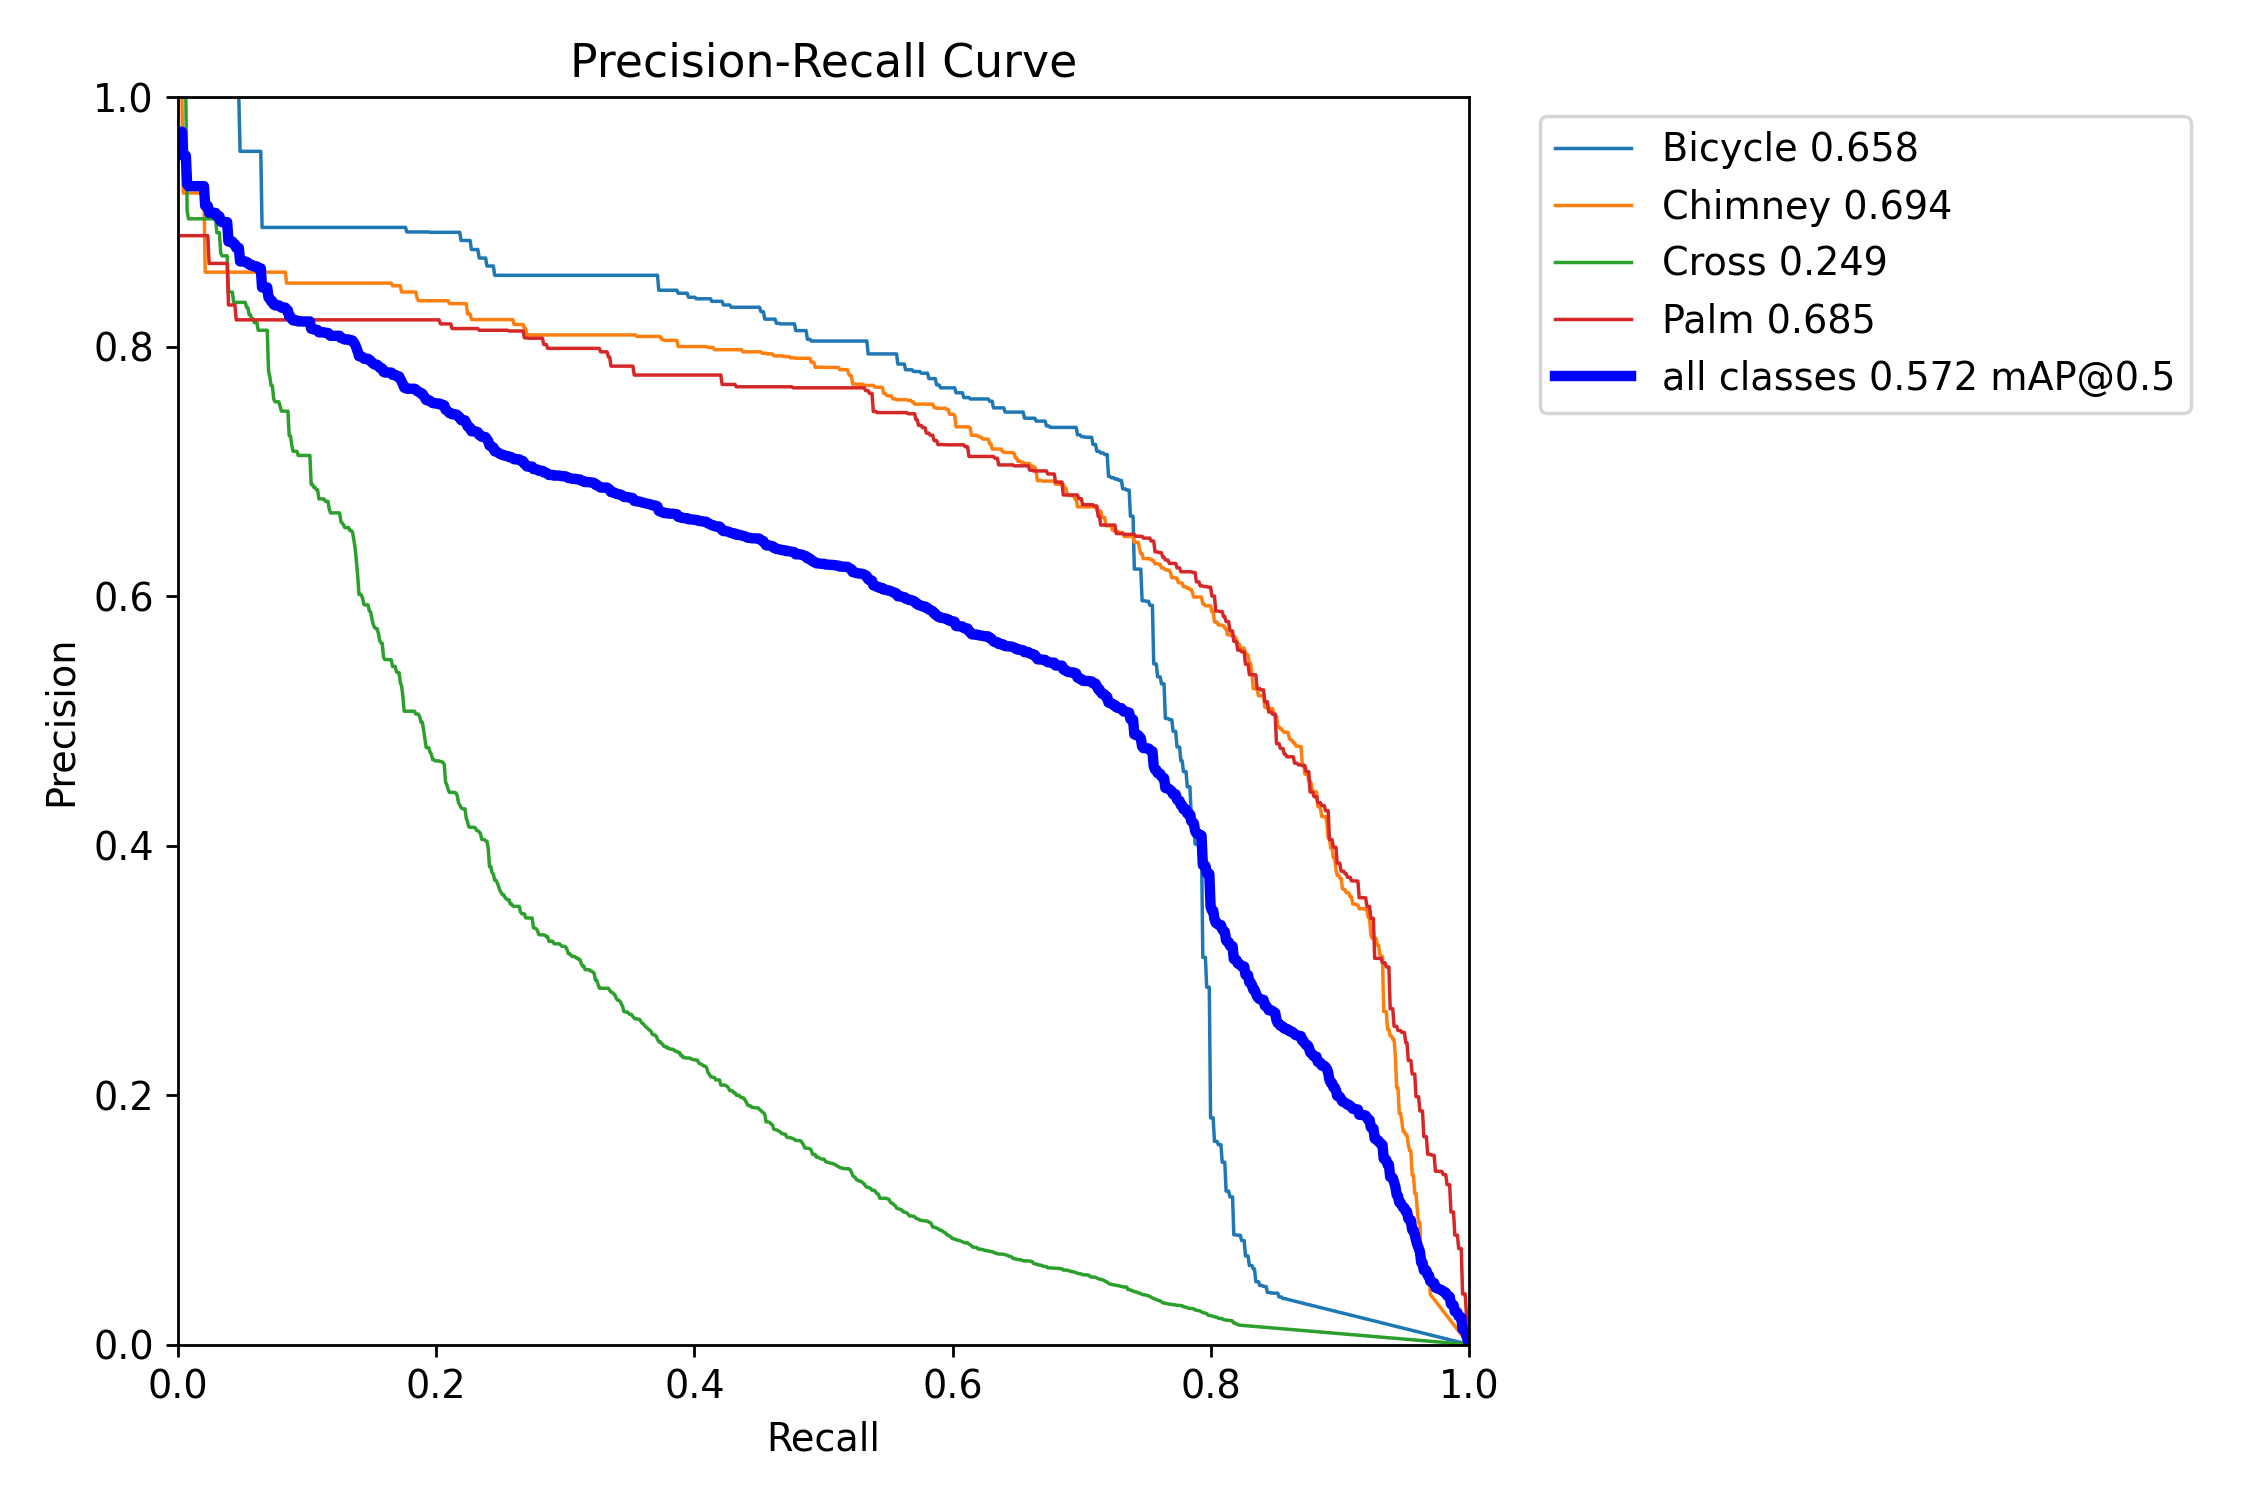 Precision-Recall Curve
1.0
0.8
0.6
0.4
0.2
0.0
Precision
0.0 0.2 0.4 0.6 0.8 1.0
Recall
Bicycle 0.658
Chimney 0.694
Cross 0.249
Palm 0.685
all classes 0.572 mAP@0.5